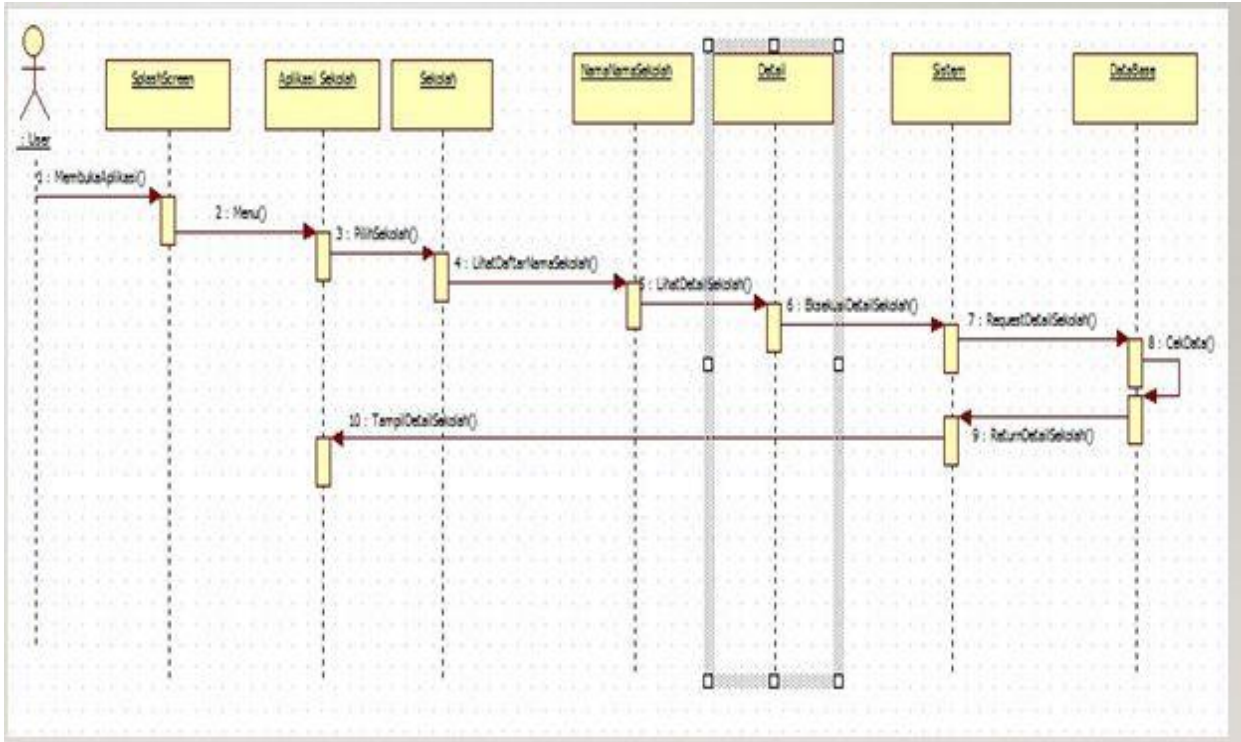 SplashScreen
Aplikasi Sekolah
Sekolah
NamaNamaSekolah
Detail
Sistem
DataBase
: User
1 : MembukaAplikasi()
2 : Menu()
3 : PilihSekolah()
4 : LihatDaftarNamaSekolah()
5 : LihatDetailSekolah()
6 : EksekusiDetailSekolah()
7 : RequestDetailSekolah()
8 : CekData()
10 : TampilDetailSekolah()
9 : ReturnDetailSekolah()